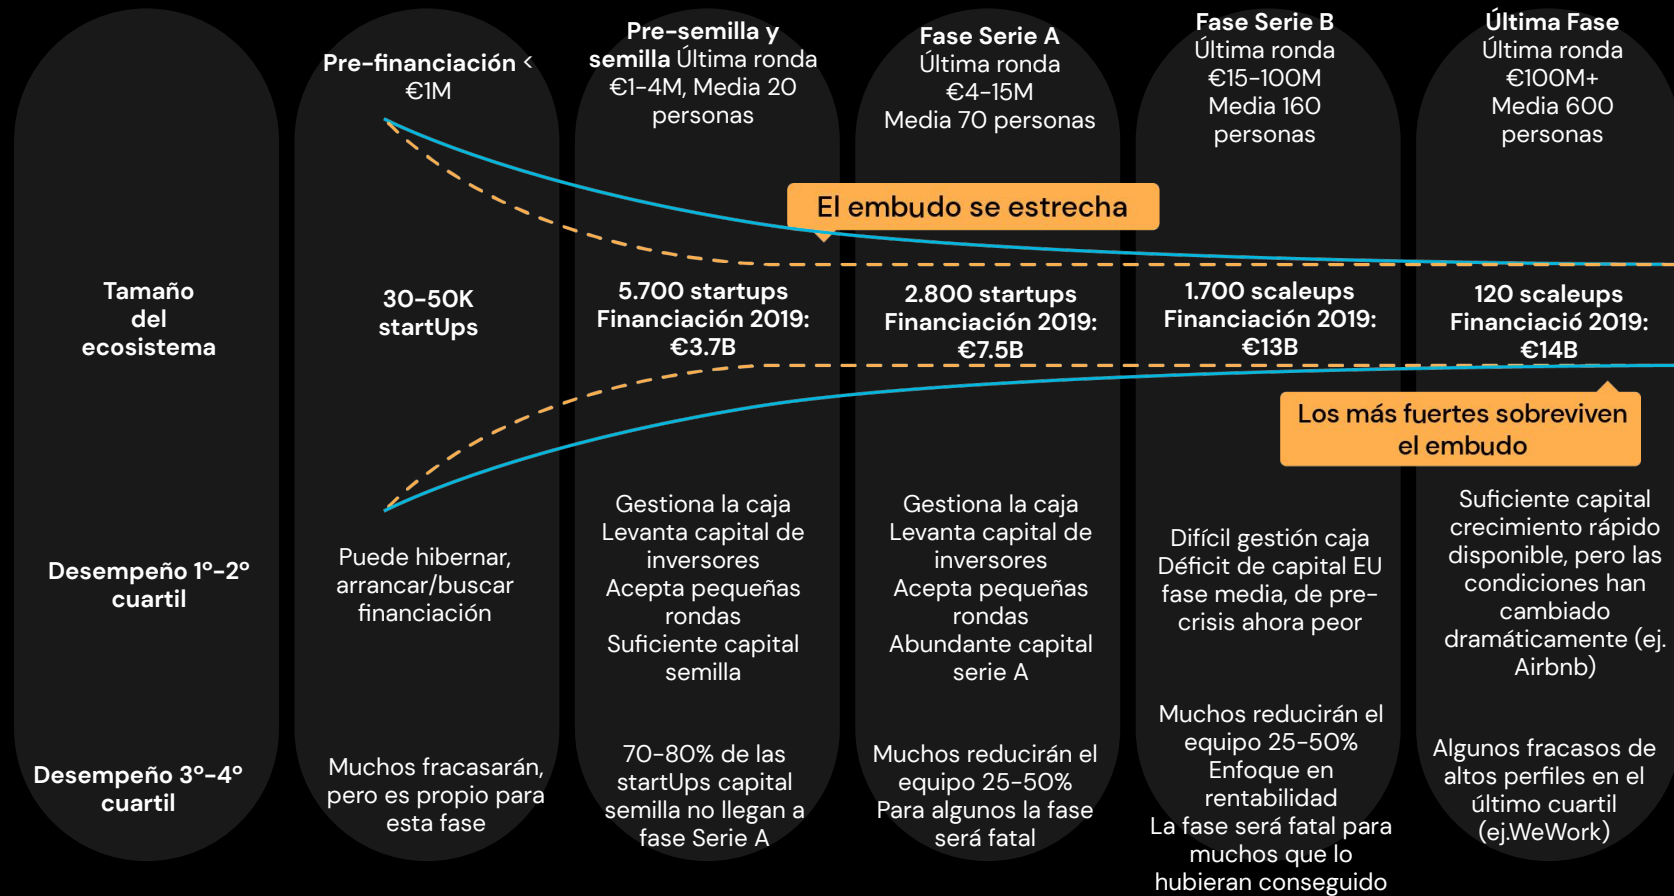 Pre-financiación <
€1M
Pre-semilla y
semilla Última ronda
€1-4M, Media 20
personas
Fase Serie A
Última ronda
€4-15M
Media 70 personas
Fase Serie B
Última ronda
€15-100M
Media 160
personas
Última Fase
Última ronda
€100M+
Media 600
personas
El embudo se estrecha
Tamaño
del
ecosistema
30-50K
startUps
5.700 startups
Financiación 2019:
€3.7B
2.800 startups
Financiación 2019:
€7.5B
1.700 scaleups
Financiación 2019:
€13B
120 scaleups
Financiació 2019:
€14B
Los más fuertes sobreviven
el embudo
Desempeño 1º-2º
cuartil
Puede hibernar,
arrancar/buscar
financiación
Gestiona la caja
Levanta capital de
inversores
Acepta pequeñas
rondas
Suficiente capital
semilla
Gestiona la caja
Levanta capital de
inversores
Acepta pequeñas
rondas
Abundante capital
serie A
Difícil gestión caja
Déficit de capital EU
fase media, de pre-
crisis ahora peor
Suficiente capital
crecimiento rápido
disponible, pero las
condiciones han
cambiado
dramáticamente (ej.
Airbnb)
Desempeño 3º-4º
cuartil
Muchos fracasarán,
pero es propio para
esta fase
70-80% de las
startUps capital
semilla no llegan a
fase Serie A
Muchos reducirán el
equipo 25-50%
Para algunos la fase
será fatal
Muchos reducirán el
equipo 25-50%
Enfoque en
rentabilidad
La fase será fatal para
muchos que lo
hubieran conseguido
Algunos fracasos de
altos perfiles en el
último cuartil
(ej.WeWork)